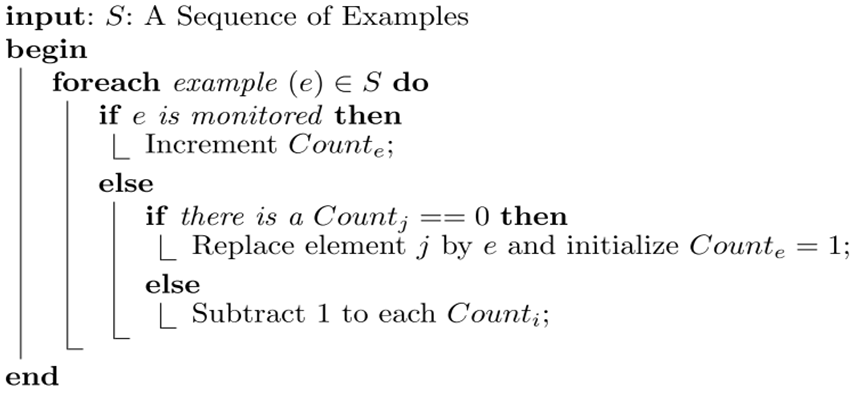 input: S: A Sequence of Examples
begin
foreach example (e) ∈ S do
if e is monitored then
Increment Count_e;
else
if there is a Count_j == 0 then
Replace element j by e and initialize Count_e = 1;
else
Subtract 1 to each Count_i;
end